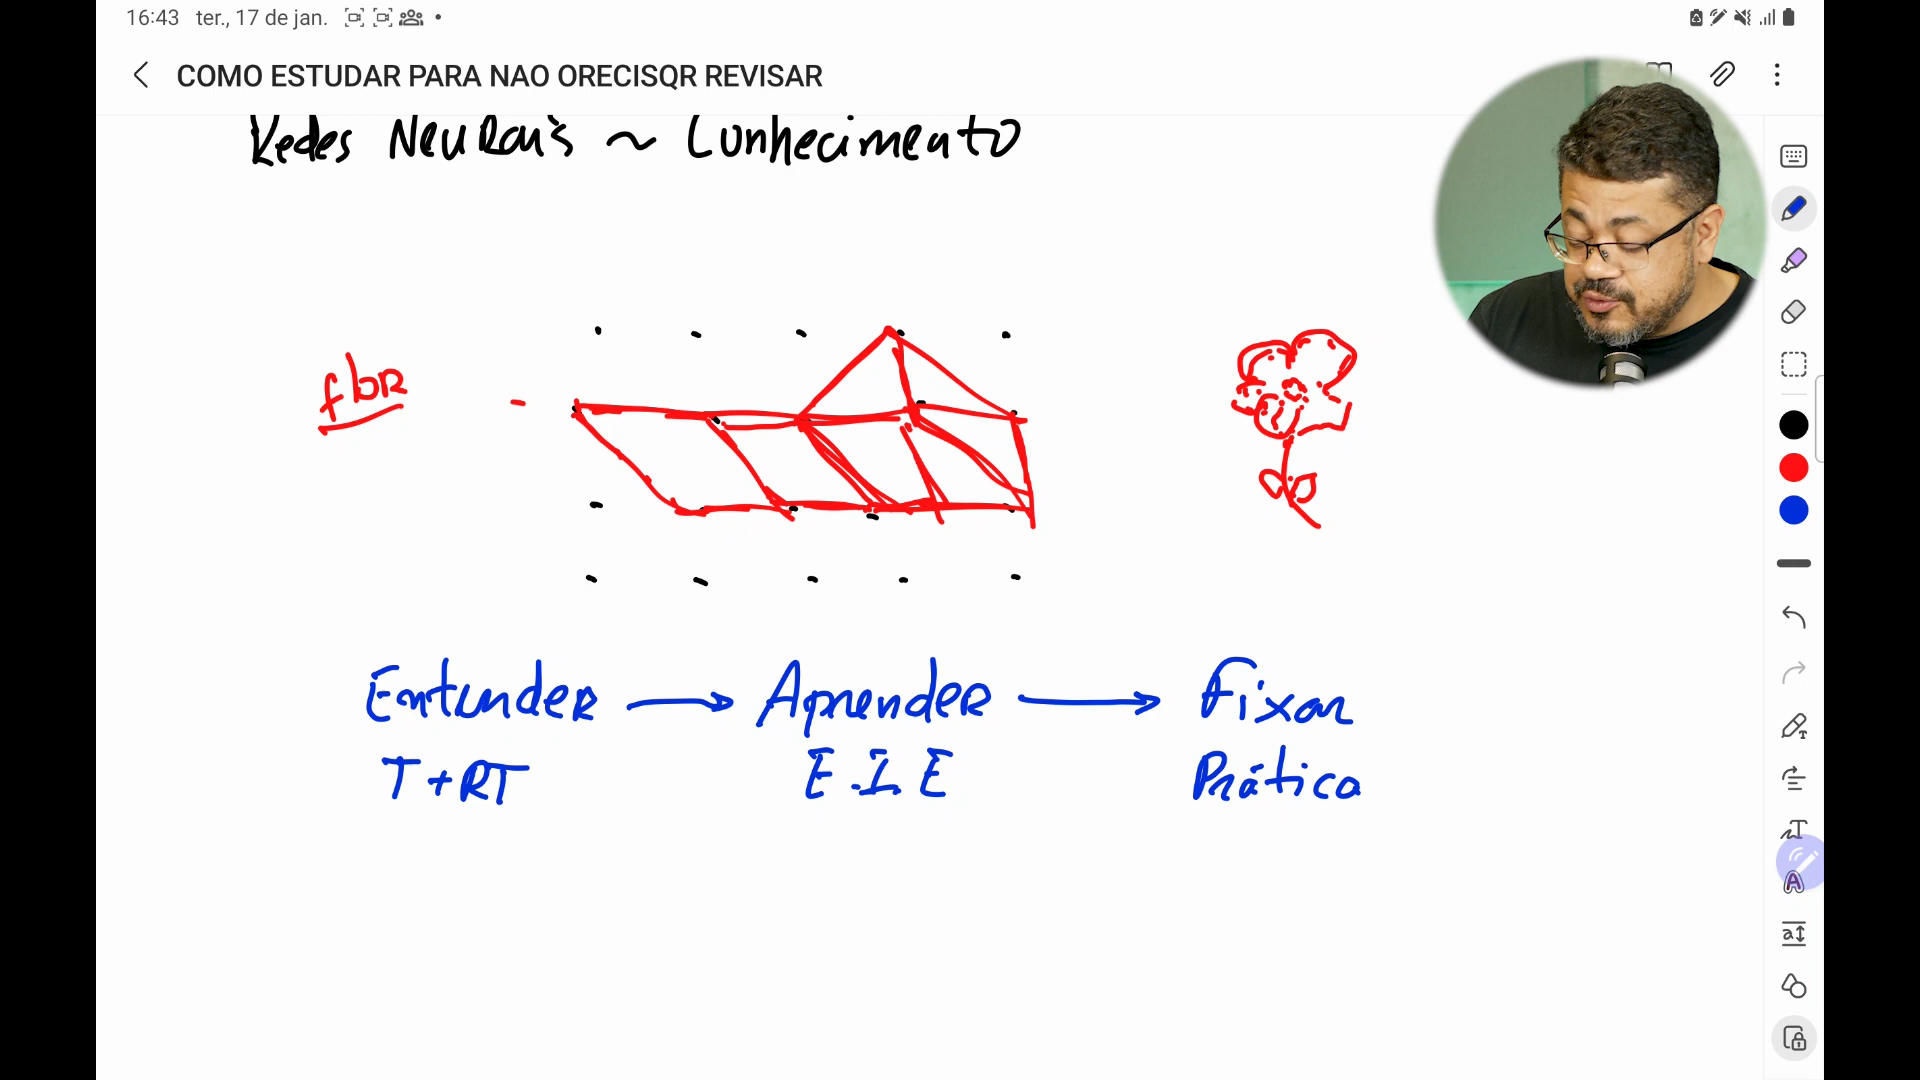 16:43 ter., 17 de jan.
COMO ESTUDAR PARA NAO ORECISQR REVISAR
Redes Neurais ~ Conhecimento
flor
Entender → Aprender → Fixar
T+RT E.I.E Prática